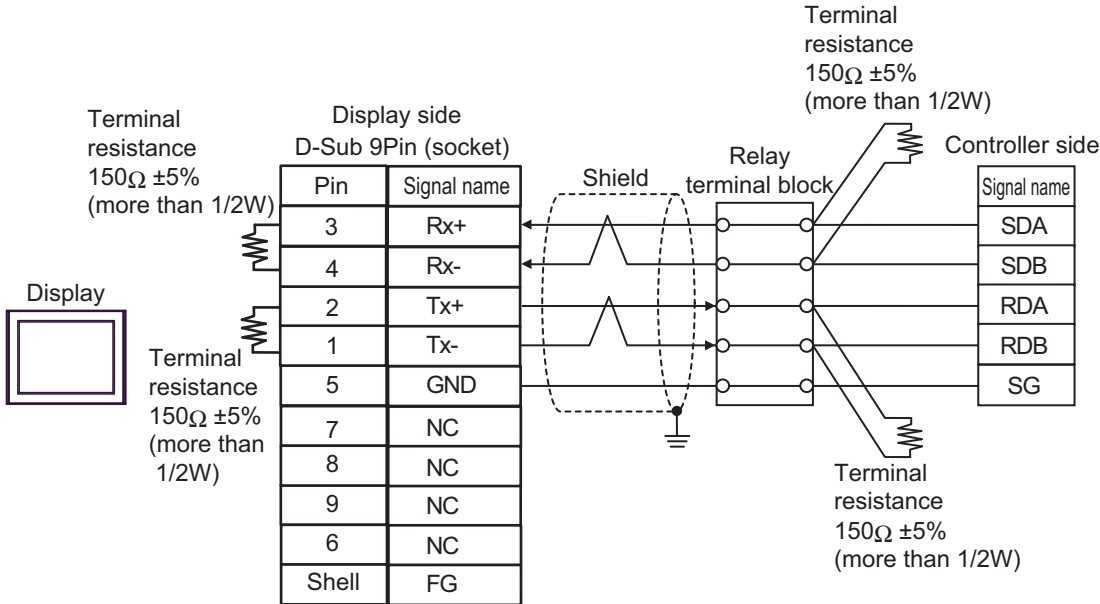 Terminal
resistance
150Ω ±5%
(more than 1/2W)
Terminal
resistance
150Ω ±5%
(more than 1/2W)
Display side
D-Sub 9Pin (socket)
Relay
terminal block
Controller side
Shield
Pin Signal name
3 Rx+
4 Rx-
2 Tx+
1 Tx-
5 GND
7 NC
8 NC
9 NC
6 NC
Shell FG
Signal name
SDA
SDB
RDA
RDB
SG
Display
Terminal
resistance
150Ω ±5%
(more than
1/2W)
Terminal
resistance
150Ω ±5%
(more than 1/2W)